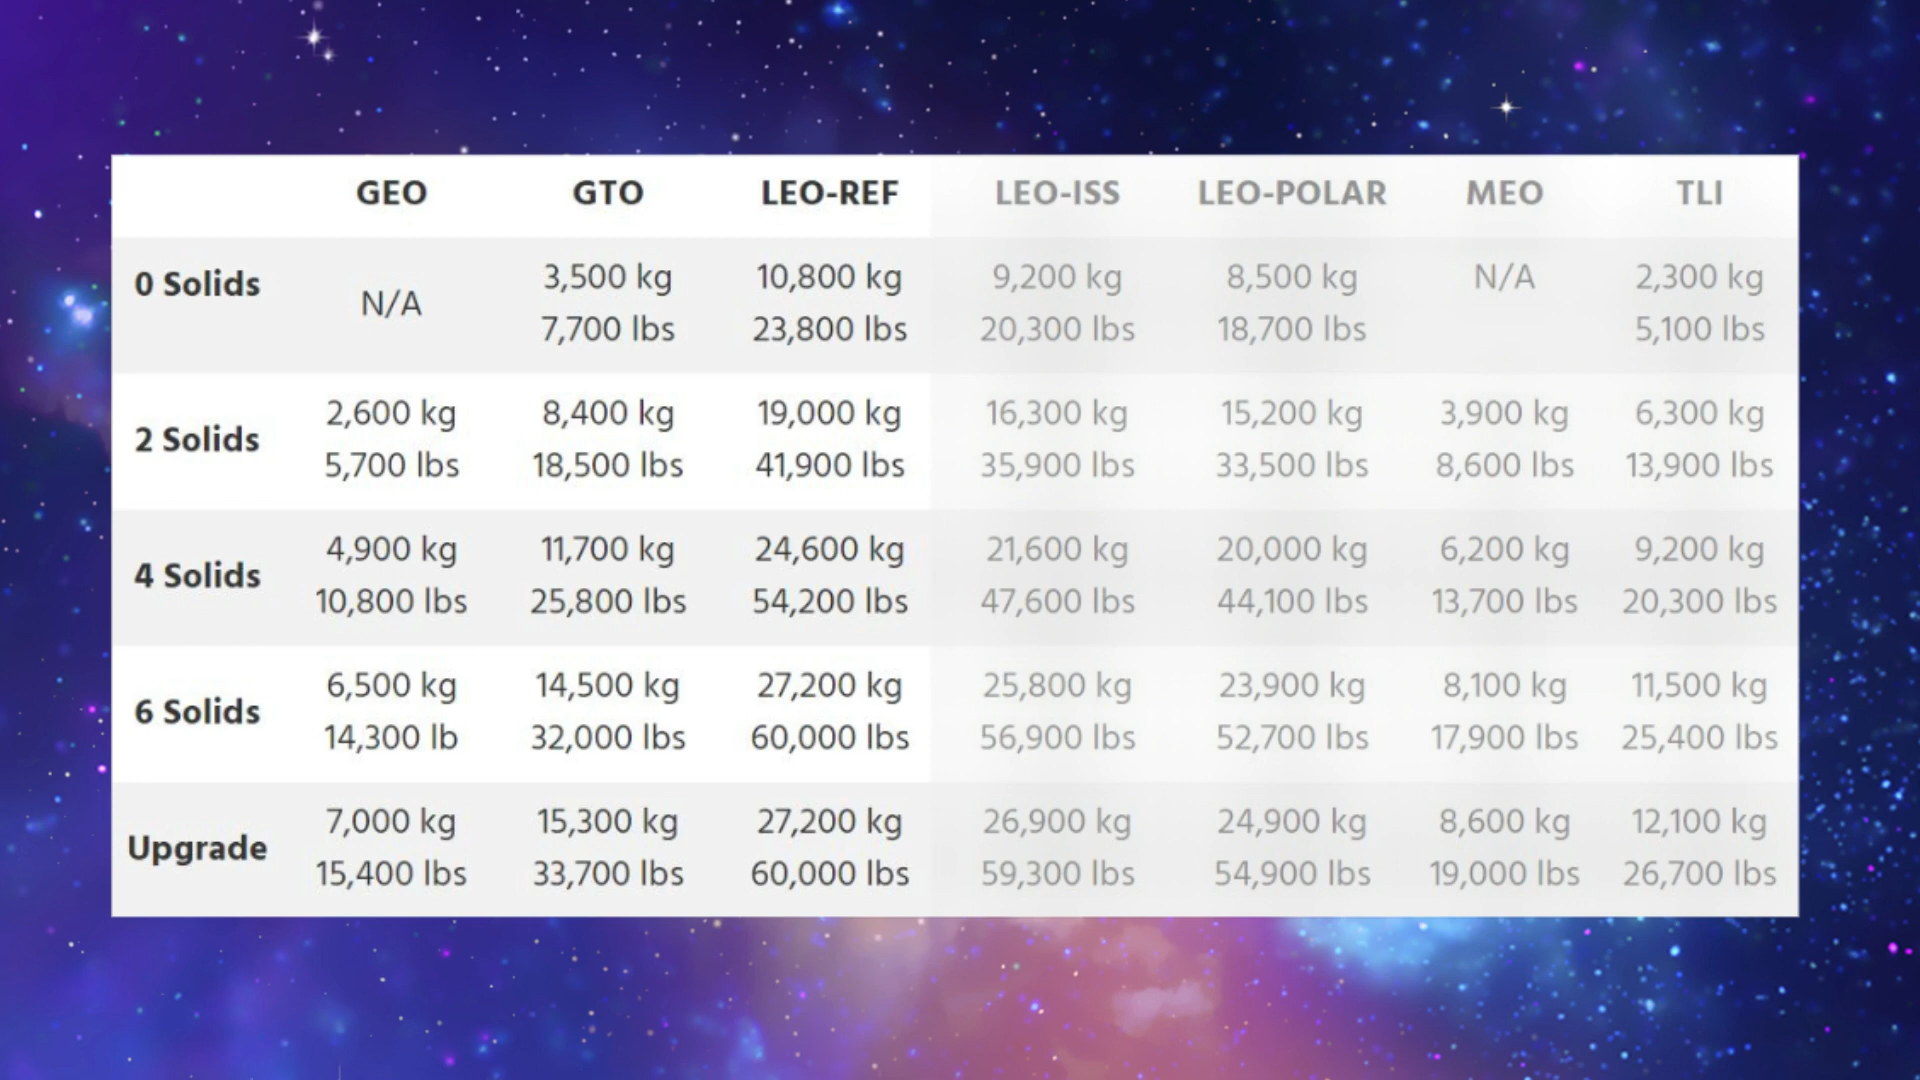 GEO GTO LEO-REF LEO-ISS LEO-POLAR MEO TLI
0 Solids N/A 3,500 kg 10,800 kg 9,200 kg 8,500 kg N/A 2,300 kg
7,700 lbs 23,800 lbs 20,300 lbs 18,700 lbs 5,100 lbs
2 Solids 2,600 kg 8,400 kg 19,000 kg 16,300 kg 15,200 kg 3,900 kg 6,300 kg
5,700 lbs 18,500 lbs 41,900 lbs 35,900 lbs 33,500 lbs 8,600 lbs 13,900 lbs
4 Solids 4,900 kg 11,700 kg 24,600 kg 21,600 kg 20,000 kg 6,200 kg 9,200 kg
10,800 lbs 25,800 lbs 54,200 lbs 47,600 lbs 44,100 lbs 13,700 lbs 20,300 lbs
6 Solids 6,500 kg 14,500 kg 27,200 kg 25,800 kg 23,900 kg 8,100 kg 11,500 kg
14,300 lb 32,000 lbs 60,000 lbs 56,900 lbs 52,700 lbs 17,900 lbs 25,400 lbs
Upgrade 7,000 kg 15,300 kg 27,200 kg 26,900 kg 24,900 kg 8,600 kg 12,100 kg
15,400 lbs 33,700 lbs 60,000 lbs 59,300 lbs 54,900 lbs 19,000 lbs 26,700 lbs